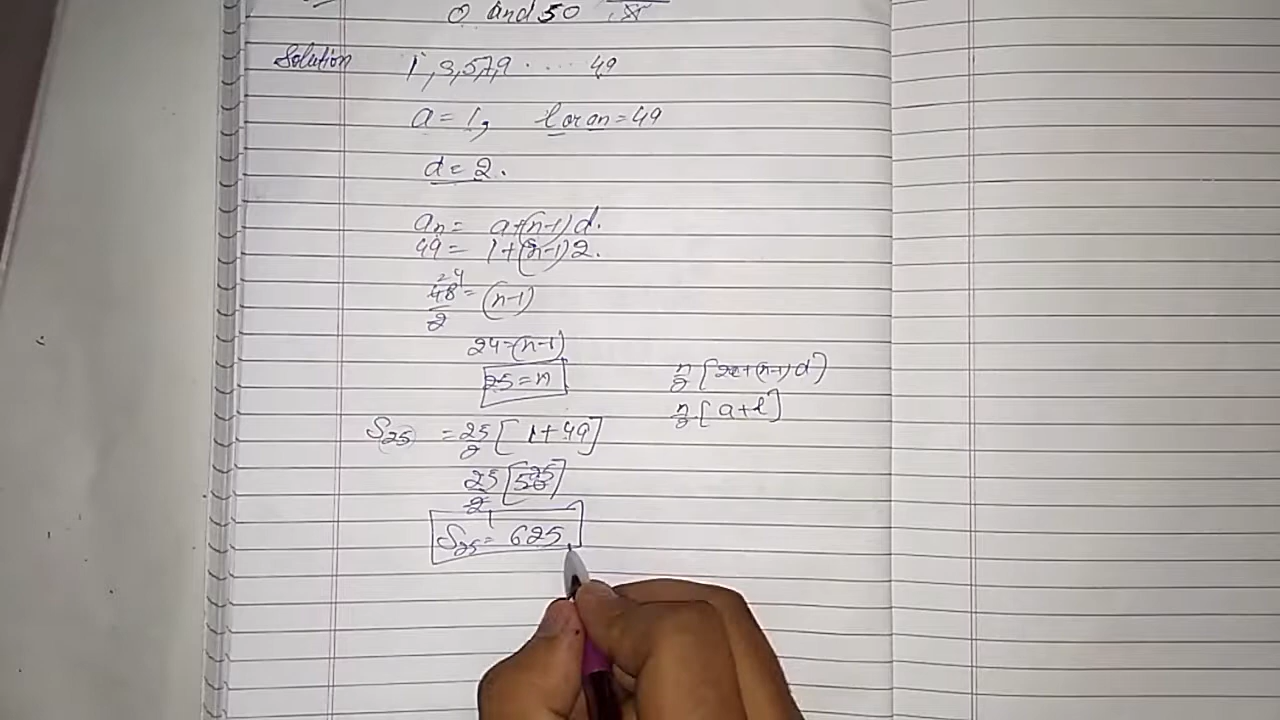 0 and 50
Solution 1, 3, 5, 7, 9 ..... 49
a = 1, l or an = 49
d = 2.
an = a+(n-1)d.
49 = 1+(n-1)2.
24
48/2 = (n-1)
24=(n-1)
25=n
n/2 [2a+(n-1)d]
n/2 [a+l]
S25 = 25/2 [1+49]
25/2 [50] 25
S25 = 625